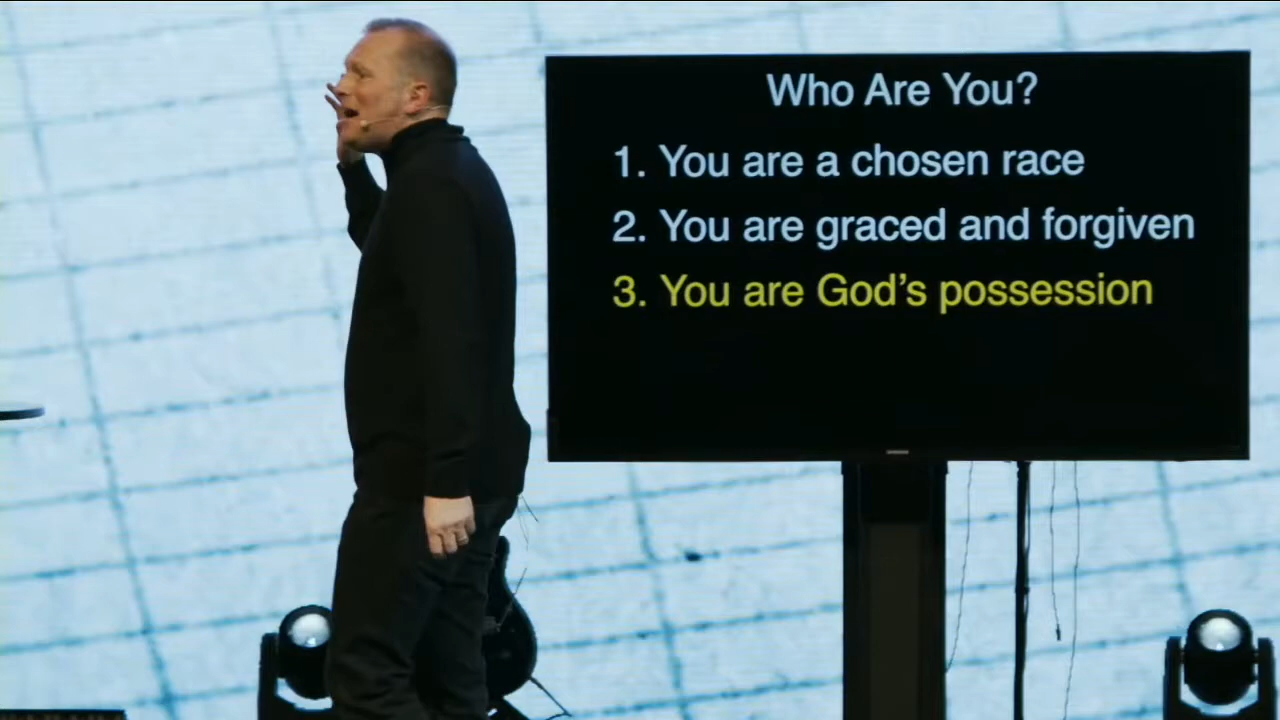 Who Are You?
1. You are a chosen race
2. You are graced and forgiven
3. You are God's possession